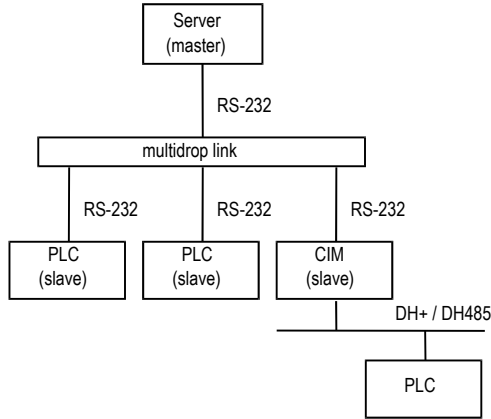 Server
(master)
RS-232
multidrop link
RS-232
RS-232
RS-232
PLC
(slave)
PLC
(slave)
CIM
(slave)
DH+ / DH485
PLC